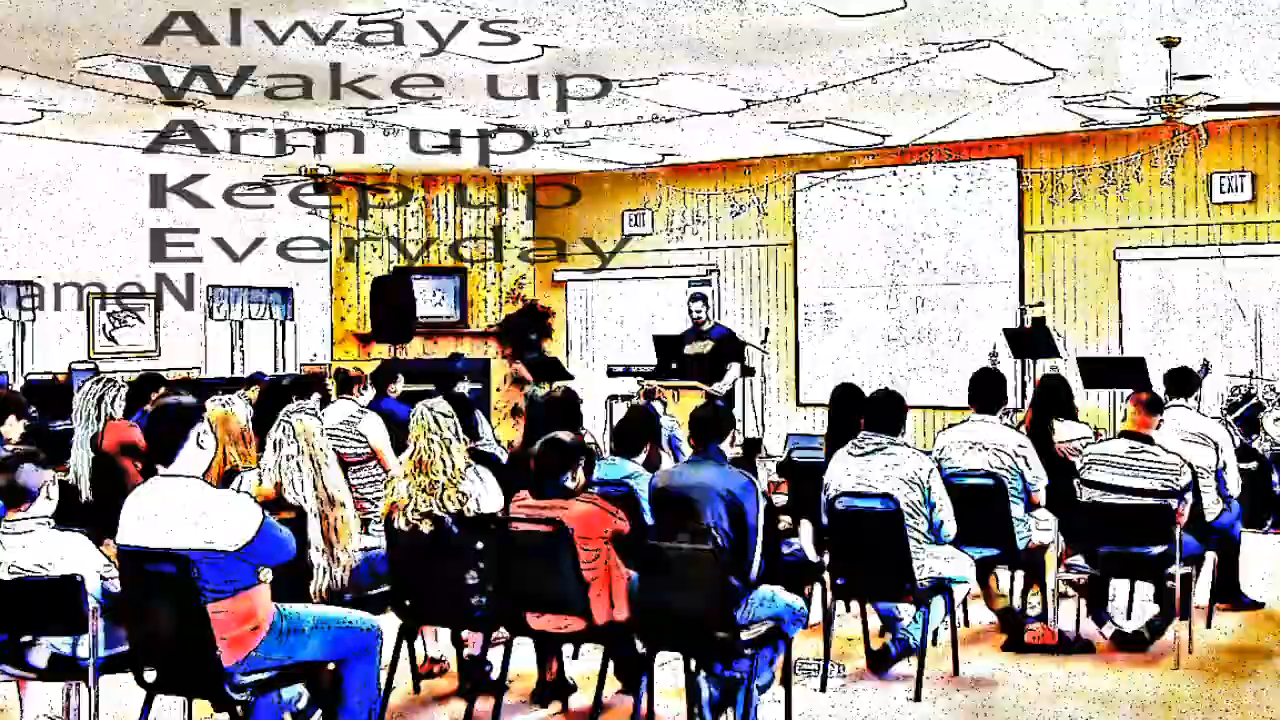 Always
Wake up
Arm up
Keep up
Everyday
ameN
EXIT
EXIT